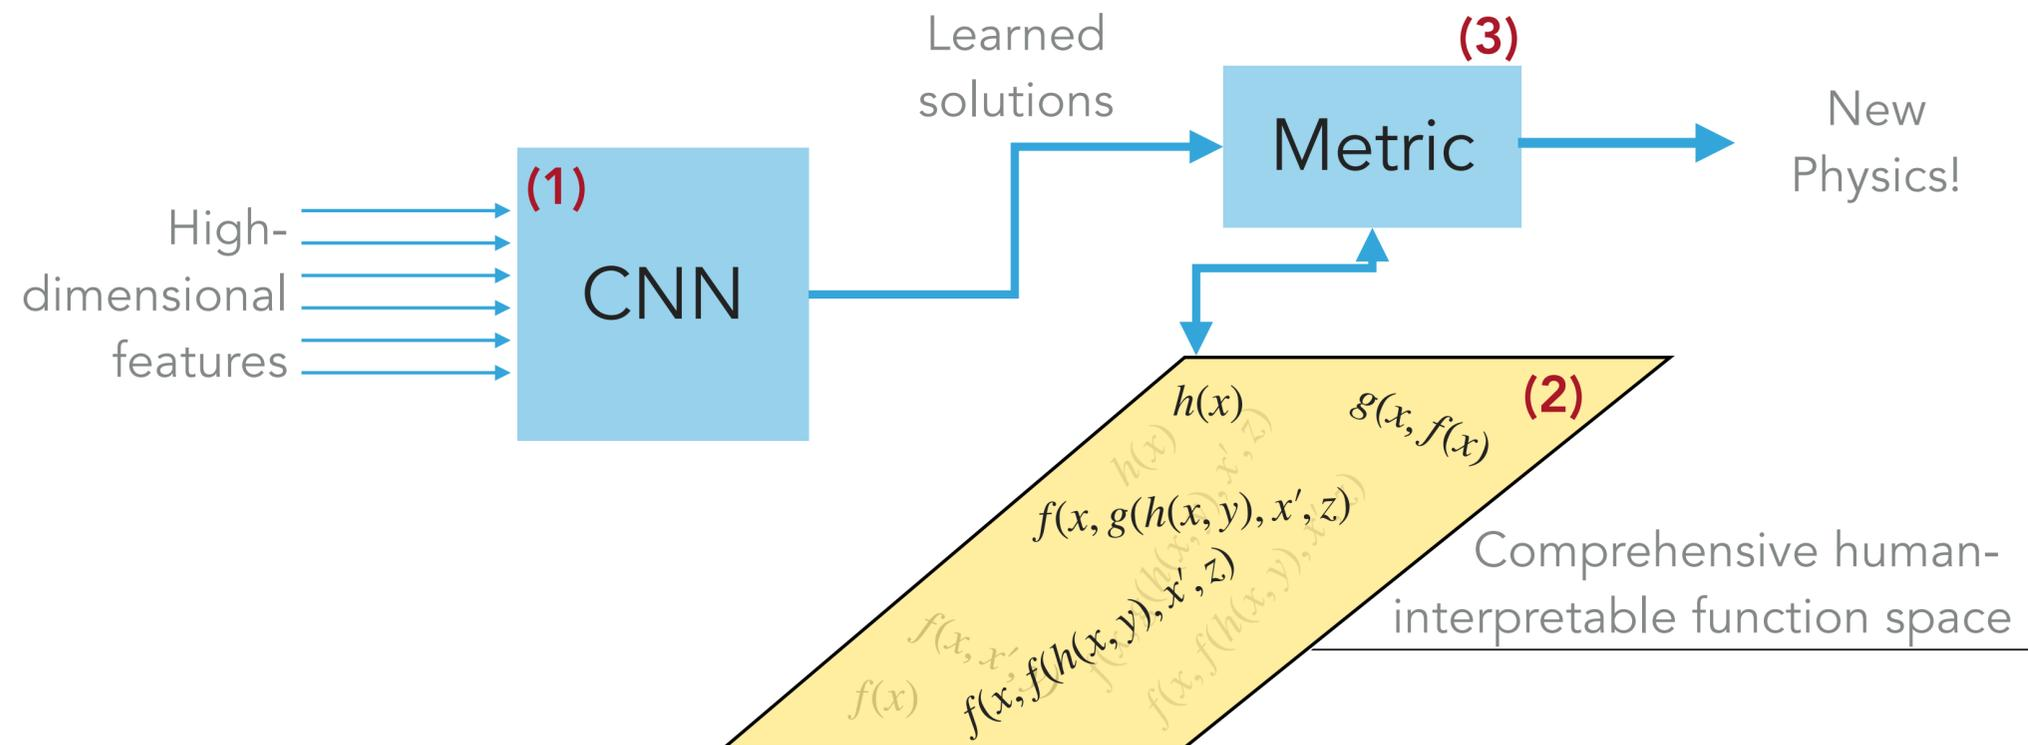 Learned
solutions
(3)
Metric
New
Physics!
(1)
CNN
High-
dimensional
features
(2)
h(x)
g(x, f(x)
h(x)
f(x, g(h(x, y), x′, z)
f(x, f(h(x, y), x′, z)
f(x, x′,
f(x)
f(x, f(h(x, y), x′
Comprehensive human-
interpretable function space